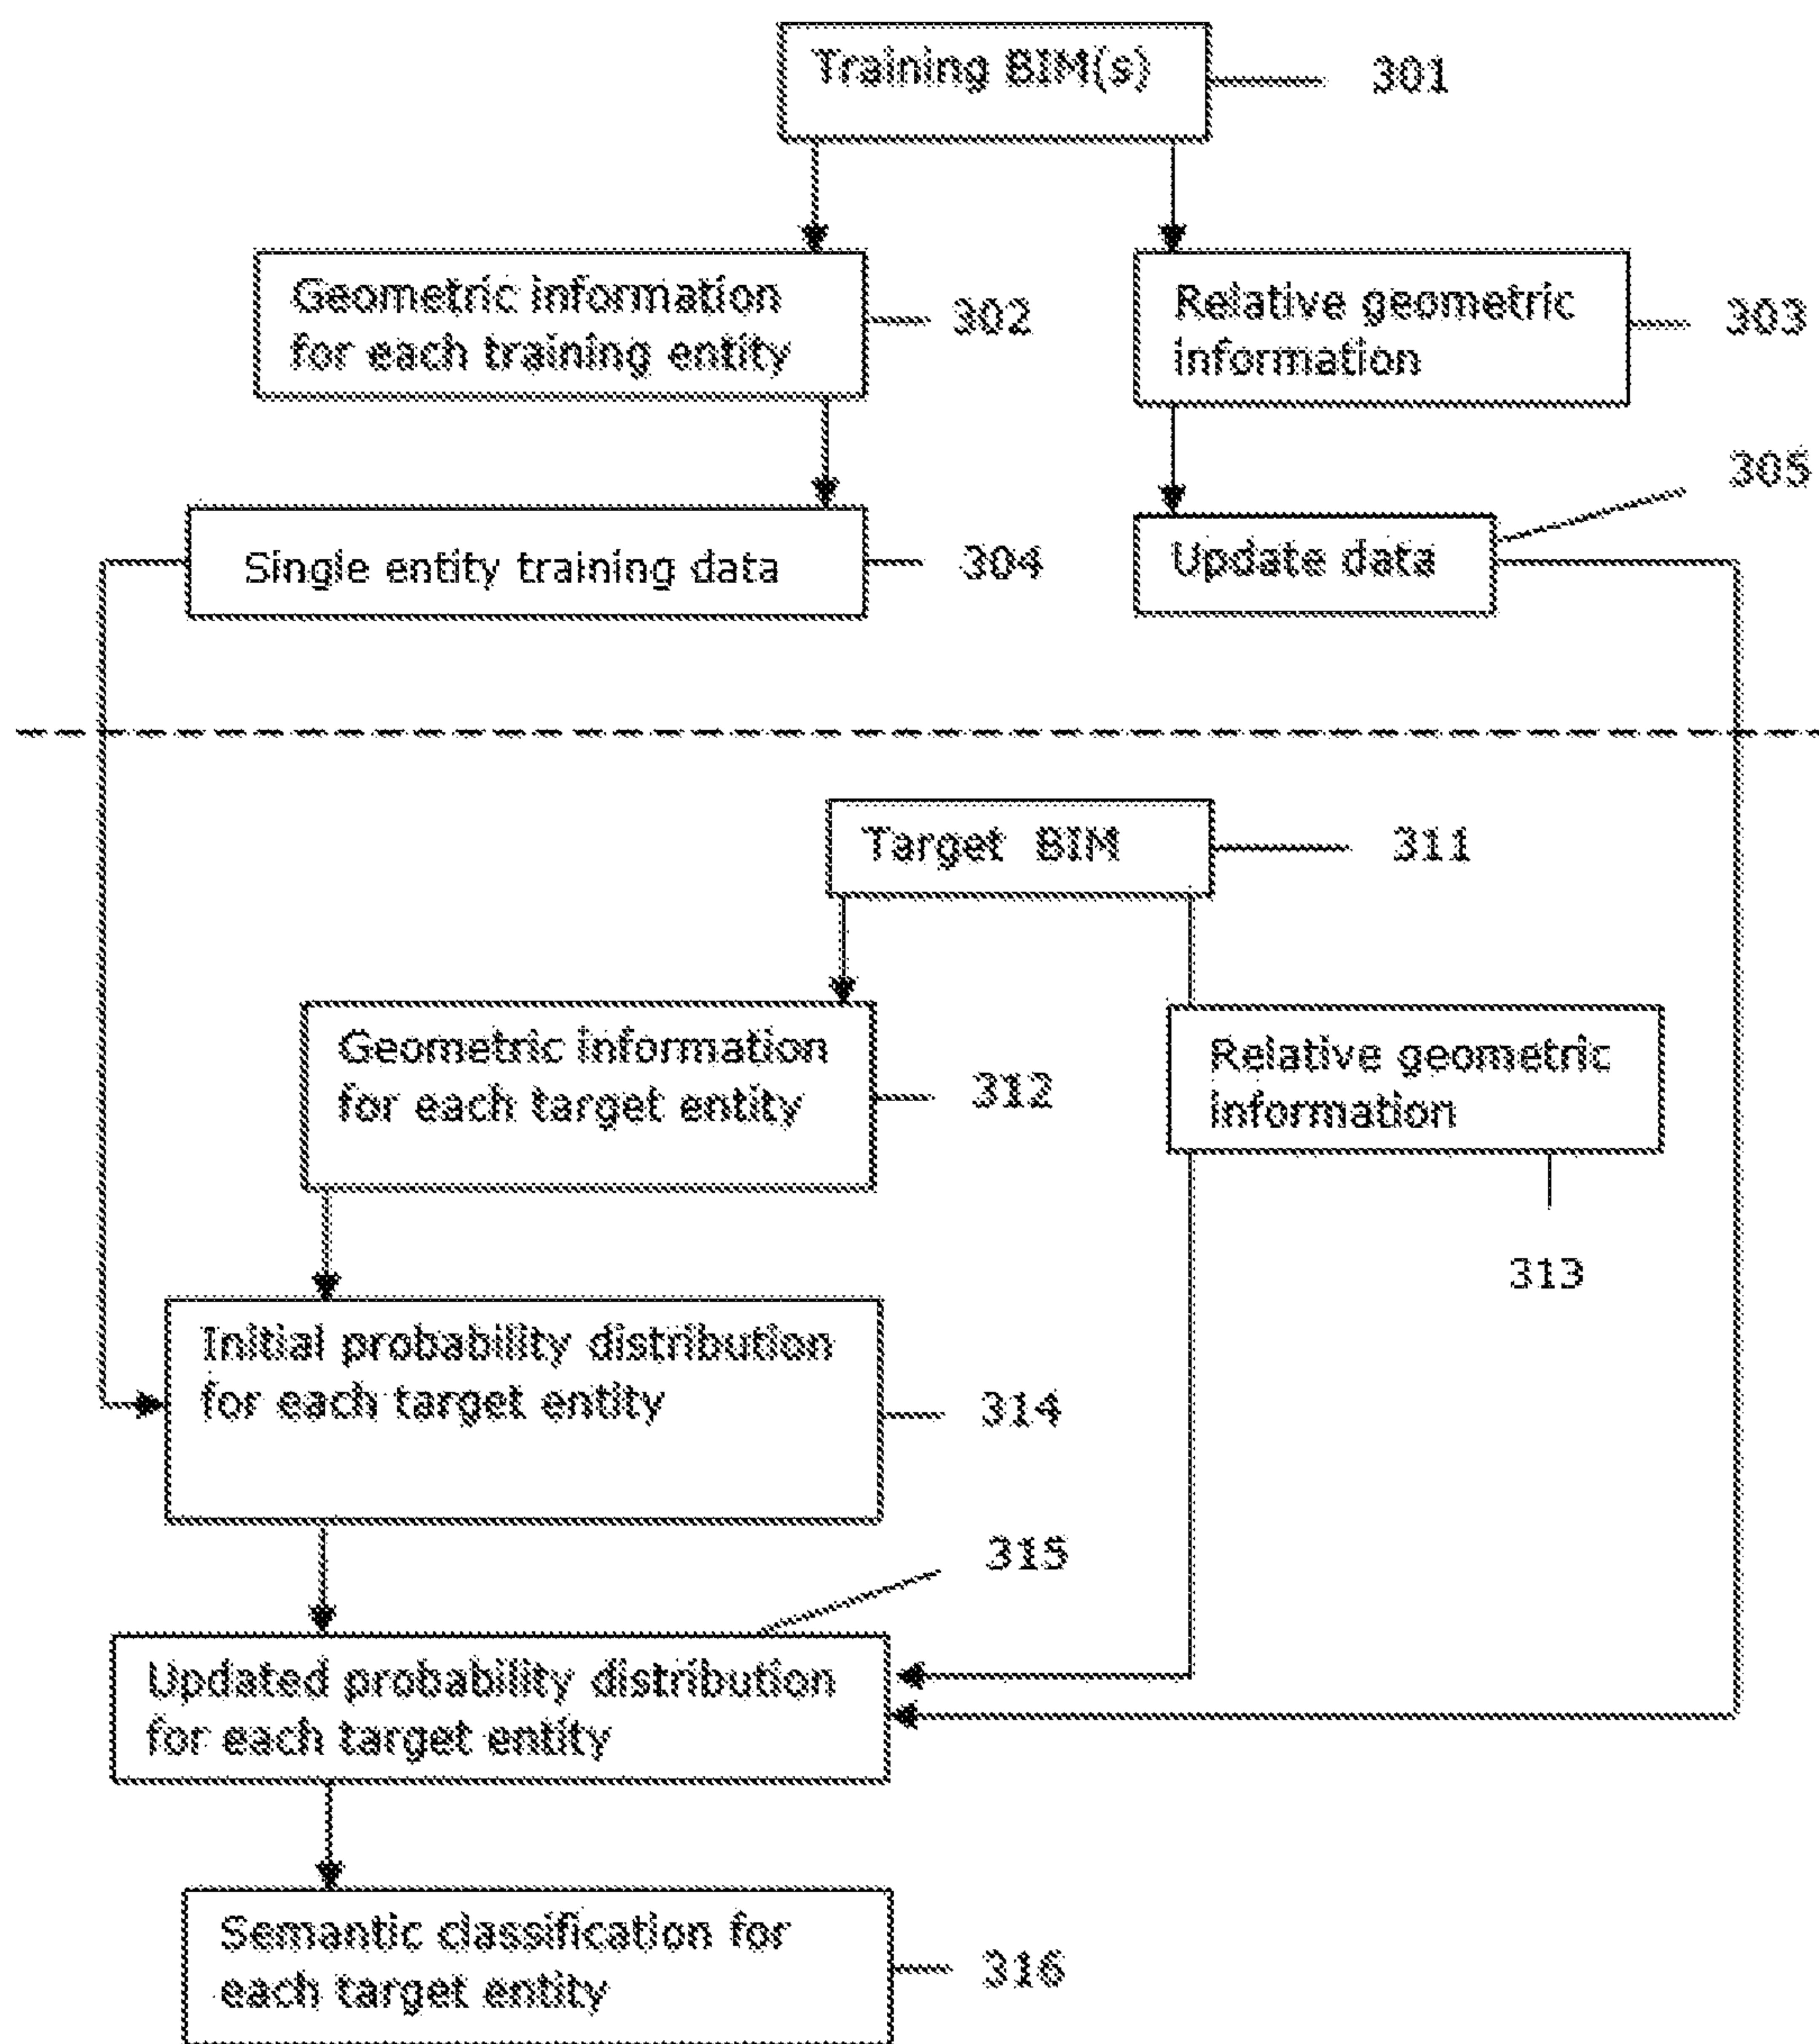 Training BIM(s)
301
Geometric information
for each training entity
302
Relative geometric
information
303
305
Single entity training data
304
Update data
Target BIM
311
Geometric information
for each target entity
312
Relative geometric
information
313
Initial probability distribution
for each target entity
314
315
Updated probability distribution
for each target entity
Semantic classification for
each target entity
316